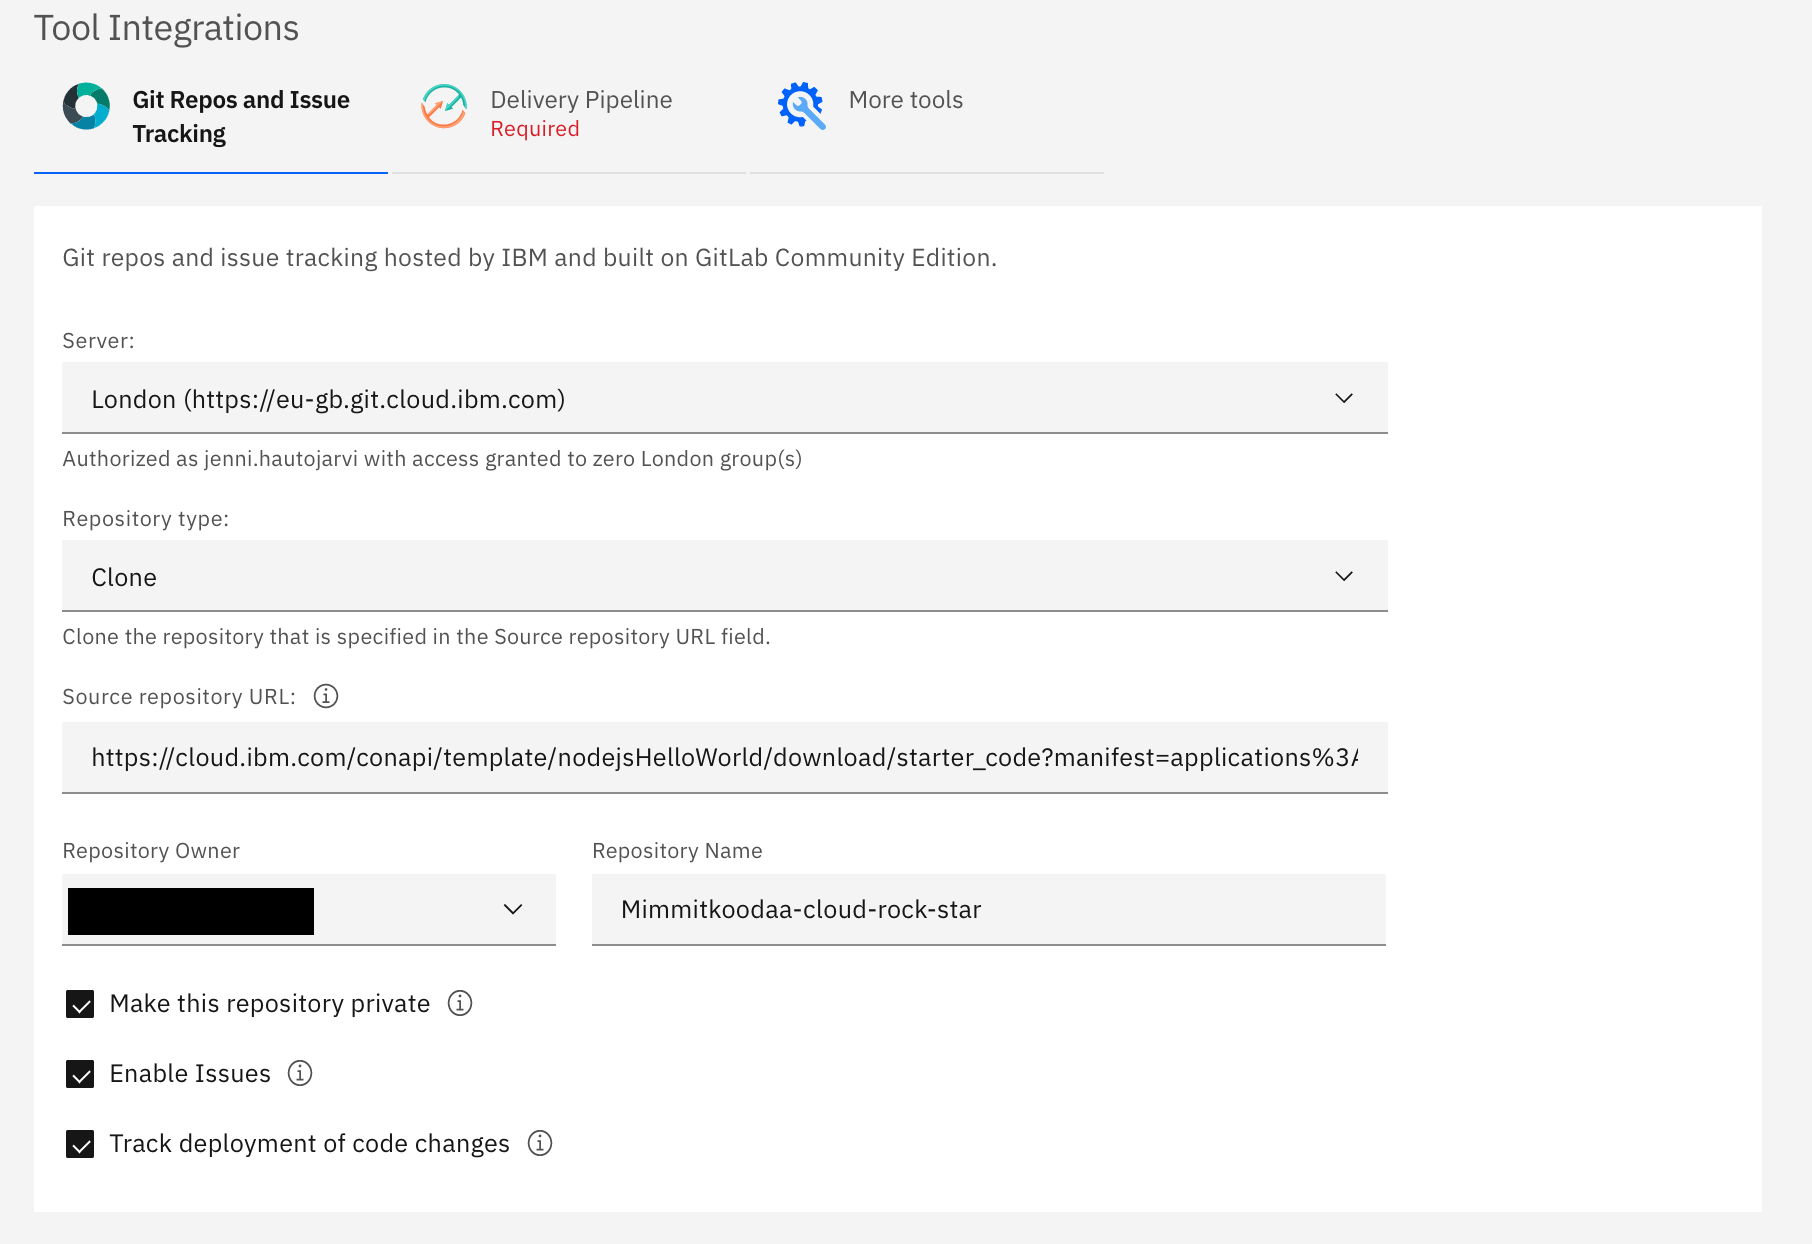 Tool Integrations
Git Repos and Issue
Tracking
Delivery Pipeline
Required
More tools
Git repos and issue tracking hosted by IBM and built on GitLab Community Edition.
Server:
London (https://eu-gb.git.cloud.ibm.com)
Authorized as jenni.hautojarvi with access granted to zero London group(s)
Repository type:
Clone
Clone the repository that is specified in the Source repository URL field.
Source repository URL:
https://cloud.ibm.com/conapi/template/nodejsHelloWorld/download/starter_code?manifest=applications%3A
Repository Owner
Repository Name
Mimmitkoodaa-cloud-rock-star
Make this repository private
Enable Issues
Track deployment of code changes